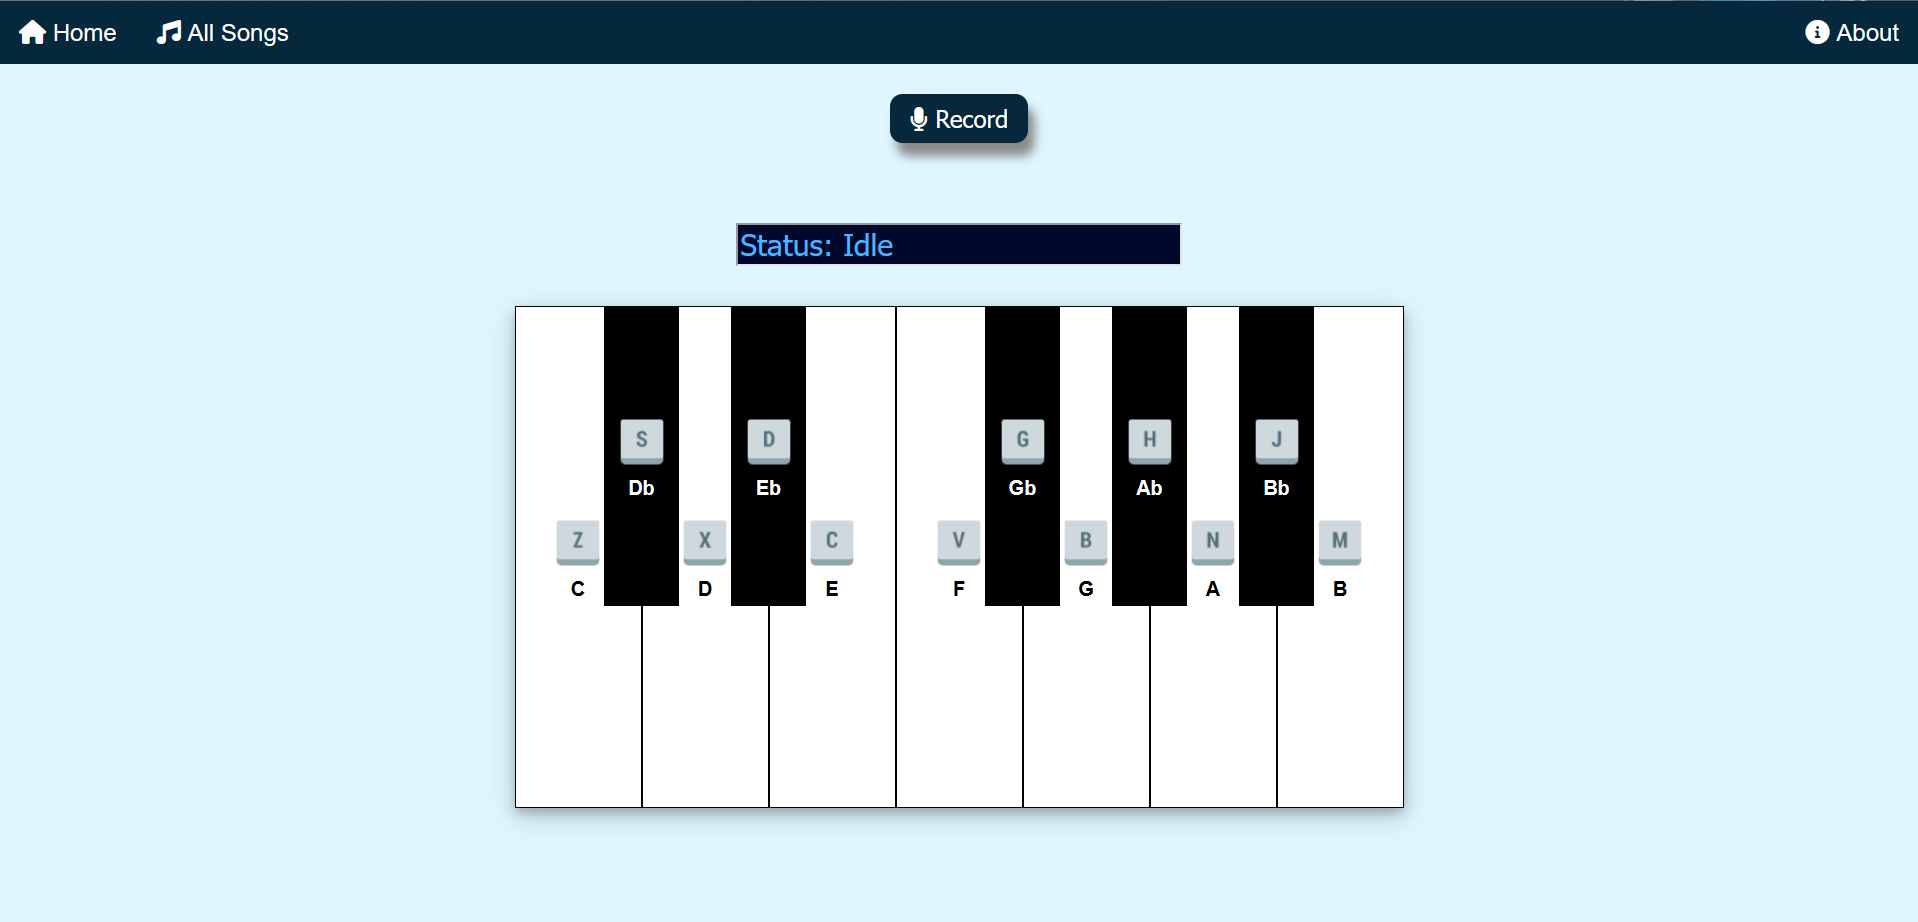 Home All Songs About
Record
Status: Idle
S D G H J
Db Eb Gb Ab Bb
Z X C V B N M
C D E F G A B